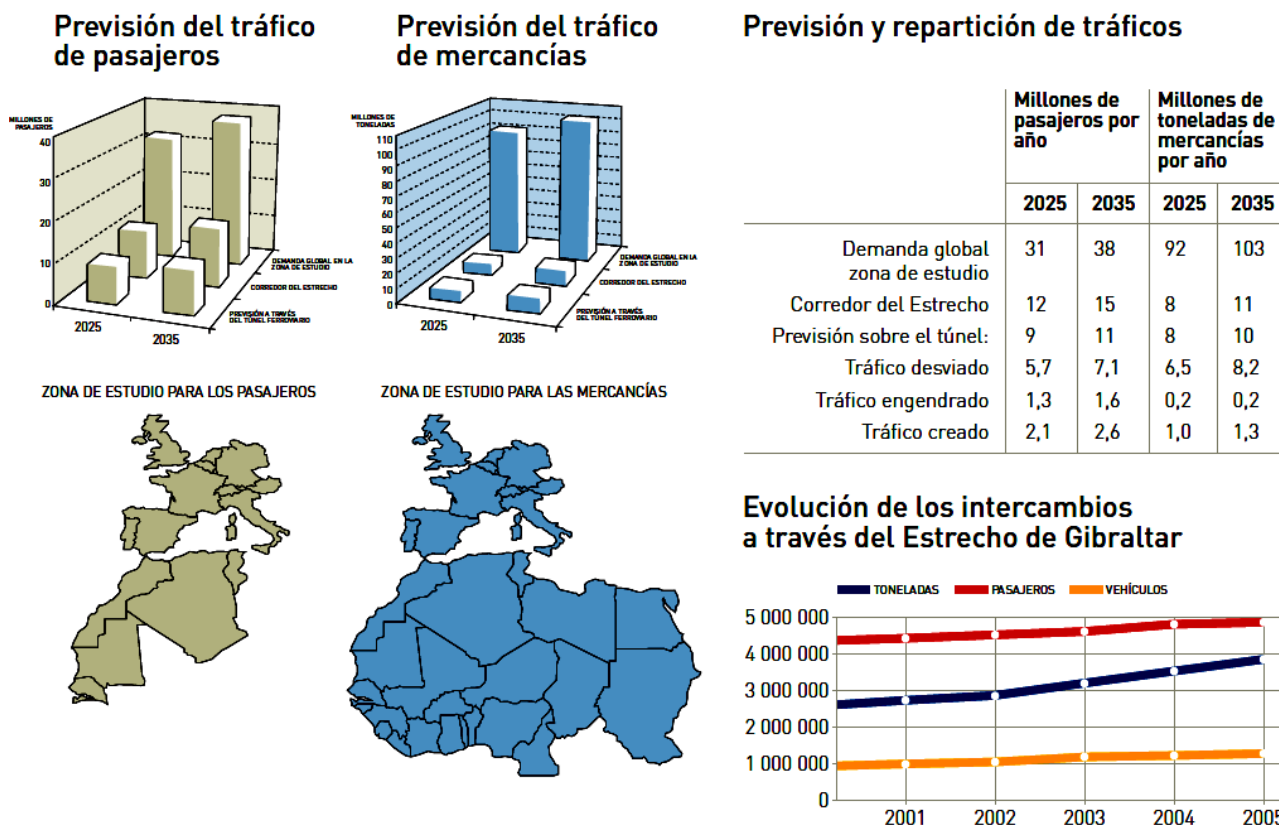 Previsión del tráfico
de pasajeros
MILLONES DE
PASAJEROS
40
30
20
10
0
2025
2035
DEMANDA GLOBAL EN LA
ZONA DE ESTUDIO
CORREDOR DEL ESTRECHO
PREVISIÓN A TRAVÉS
DEL TÚNEL FERROVIARIO
Previsión del tráfico
de mercancías
MILLONES DE
TONELADAS
110
100
90
80
70
60
50
40
30
20
10
0
2025
2035
DEMANDA GLOBAL EN LA
ZONA DE ESTUDIO
CORREDOR DEL ESTRECHO
PREVISIÓN A TRAVÉS
DEL TÚNEL FERROVIARIO
ZONA DE ESTUDIO PARA LOS PASAJEROS
ZONA DE ESTUDIO PARA LAS MERCANCÍAS
Previsión y repartición de tráficos
Millones de pasajeros por año Millones de toneladas de mercancías por año
2025 2035 2025 2035
Demanda global zona de estudio 31 38 92 103
Corredor del Estrecho 12 15 8 11
Previsión sobre el túnel: 9 11 8 10
Tráfico desviado 5,7 7,1 6,5 8,2
Tráfico engendrado 1,3 1,6 0,2 0,2
Tráfico creado 2,1 2,6 1,0 1,3
Evolución de los intercambios
a través del Estrecho de Gibraltar
TONELADAS PASAJEROS VEHÍCULOS
5 000 000
4 000 000
3 000 000
2 000 000
1 000 000
0
2001 2002 2003 2004 2005